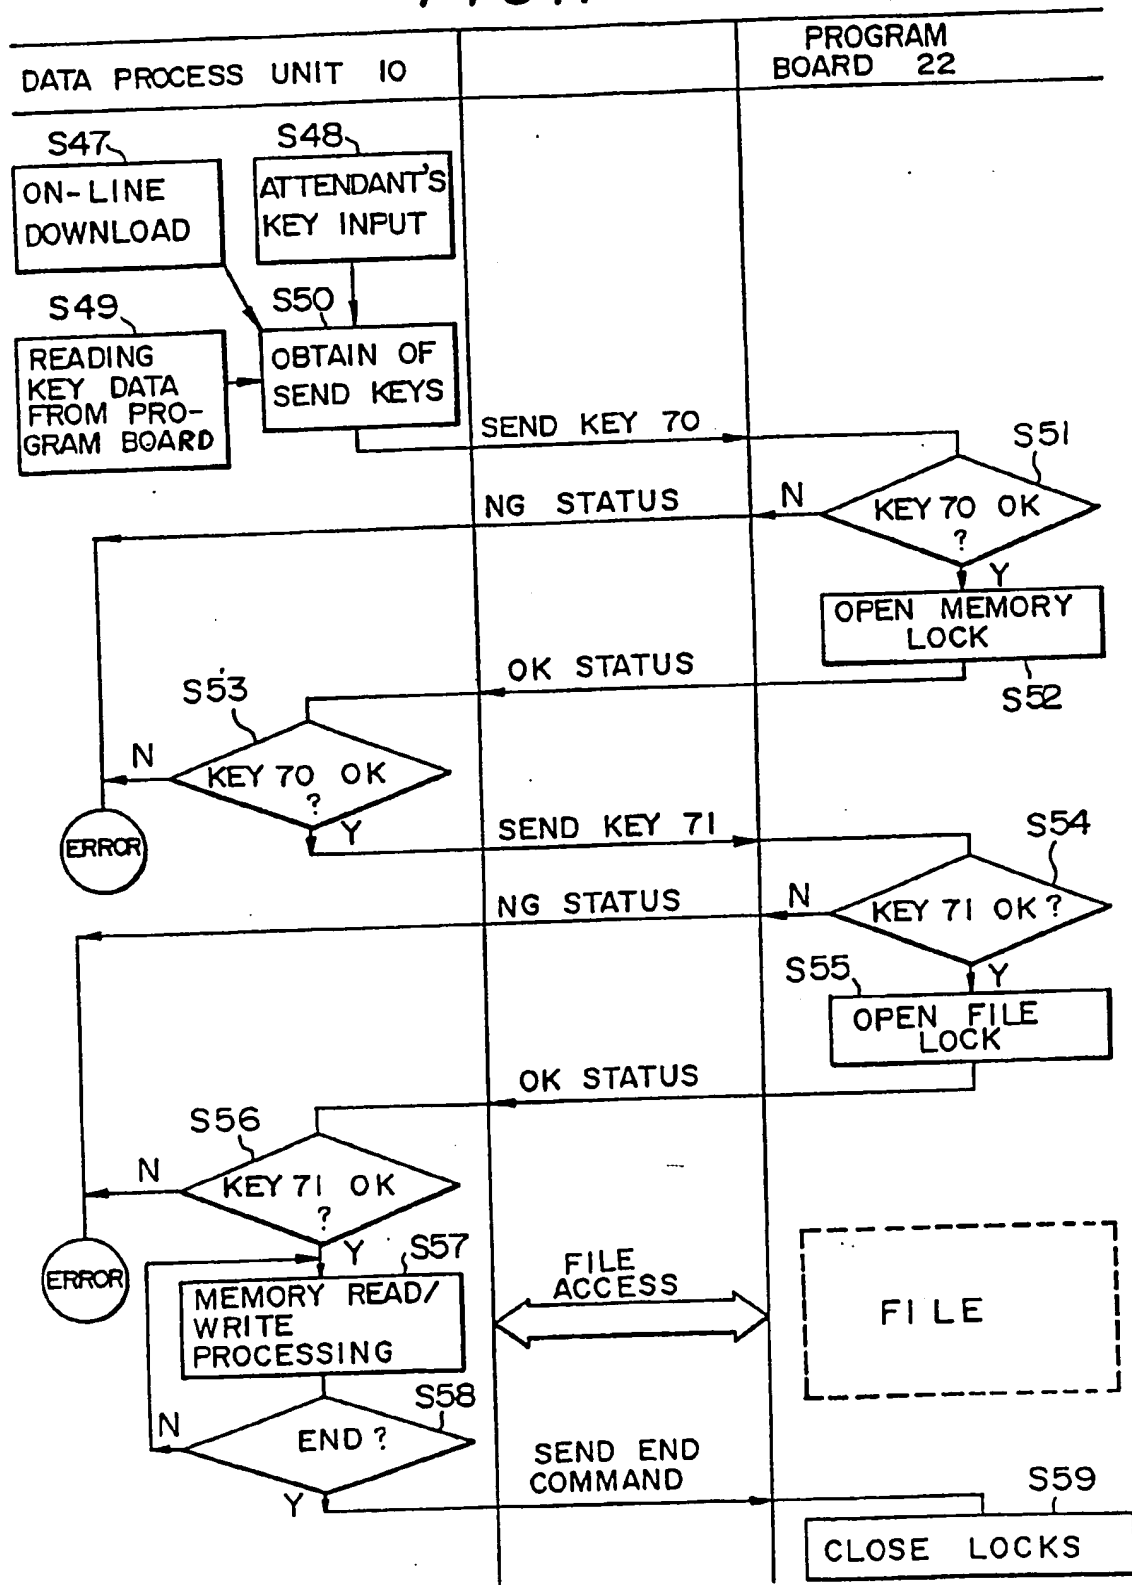 DATA PROCESS UNIT 10
PROGRAM
BOARD 22
S47
ON-LINE
DOWNLOAD
S48
ATTENDANT'S
KEY INPUT
S49
READING
KEY DATA
FROM PRO-
GRAM BOARD
S50
OBTAIN OF
SEND KEYS
SEND KEY 70
S51
KEY 70 OK
?
N
NG STATUS
Y
OPEN MEMORY
LOCK
S52
OK STATUS
S53
KEY 70 OK
?
N
ERROR
Y
SEND KEY 71
S54
KEY 71 OK?
N
NG STATUS
Y
S55
OPEN FILE
LOCK
OK STATUS
S56
KEY 71 OK
?
N
ERROR
Y
S57
MEMORY READ/
WRITE
PROCESSING
FILE
ACCESS
FILE
S58
END?
N
Y
SEND END
COMMAND
S59
CLOSE LOCKS